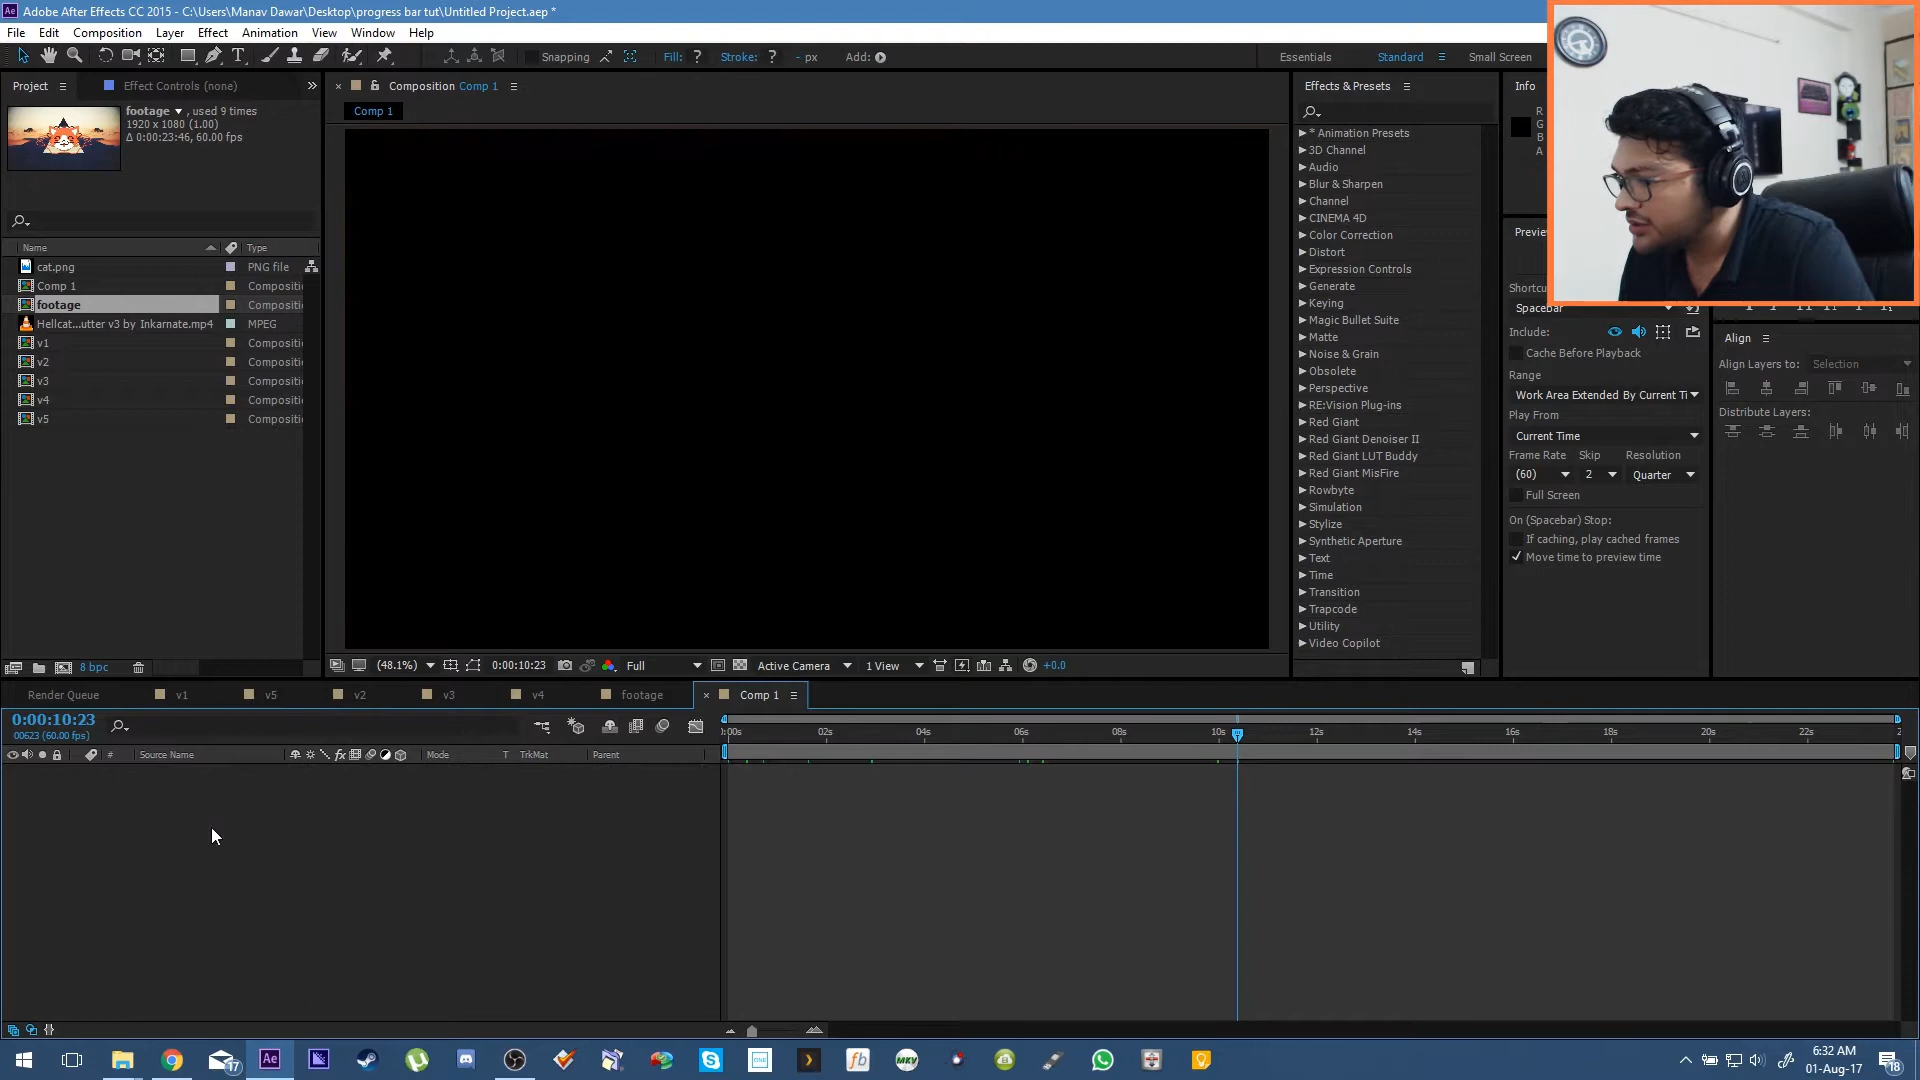 Adobe After Effects CC 2015 - C:\Users\Manav Dawar\Desktop\progress bar tut\Untitled Project.aep *
File Edit Composition Layer Effect Animation View Window Help
Snapping Fill: ? Stroke: ? - px Add: Essentials Standard Small Screen
Project Effect Controls (none)
footage , used 9 times
1920 x 1080 (1.00)
Δ 0:00:23:46, 60.00 fps
Name Type
cat.png PNG file
Comp 1 Compositi
footage Compositi
Hellcat...utter v3 by Inkarnate.mp4 MPEG
v1 Compositi
v2 Compositi
v3 Compositi
v4 Compositi
v5 Compositi
8 bpc
Composition Comp 1
Comp 1
(48.1%) 0:00:10:23 Full Active Camera 1 View +0.0
Effects & Presets
* Animation Presets
3D Channel
Audio
Blur & Sharpen
Channel
CINEMA 4D
Color Correction
Distort
Expression Controls
Generate
Keying
Magic Bullet Suite
Matte
Noise & Grain
Obsolete
Perspective
RE:Vision Plug-ins
Red Giant
Red Giant Denoiser II
Red Giant LUT Buddy
Red Giant MisFire
Rowbyte
Simulation
Stylize
Synthetic Aperture
Text
Time
Transition
Trapcode
Utility
Video Copilot
Info
R
G
B
A
Previe
Shortcu
Spacebar
Include:
Cache Before Playback
Range
Work Area Extended By Current Ti
Play From
Current Time
Frame Rate Skip Resolution
(60) 2 Quarter
Full Screen
On (Spacebar) Stop:
If caching, play cached frames
Move time to preview time
Align
Align Layers to: Selection
Distribute Layers:
Render Queue v1 v5 v2 v3 v4 footage Comp 1
0:00:10:23
00623 (60.00 fps)
# Source Name Mode T TrkMat Parent
):00s 02s 04s 06s 08s 10s 12s 14s 16s 18s 20s 22s 2
17 Ae ONE fb MKY
6:32 AM
01-Aug-17
18